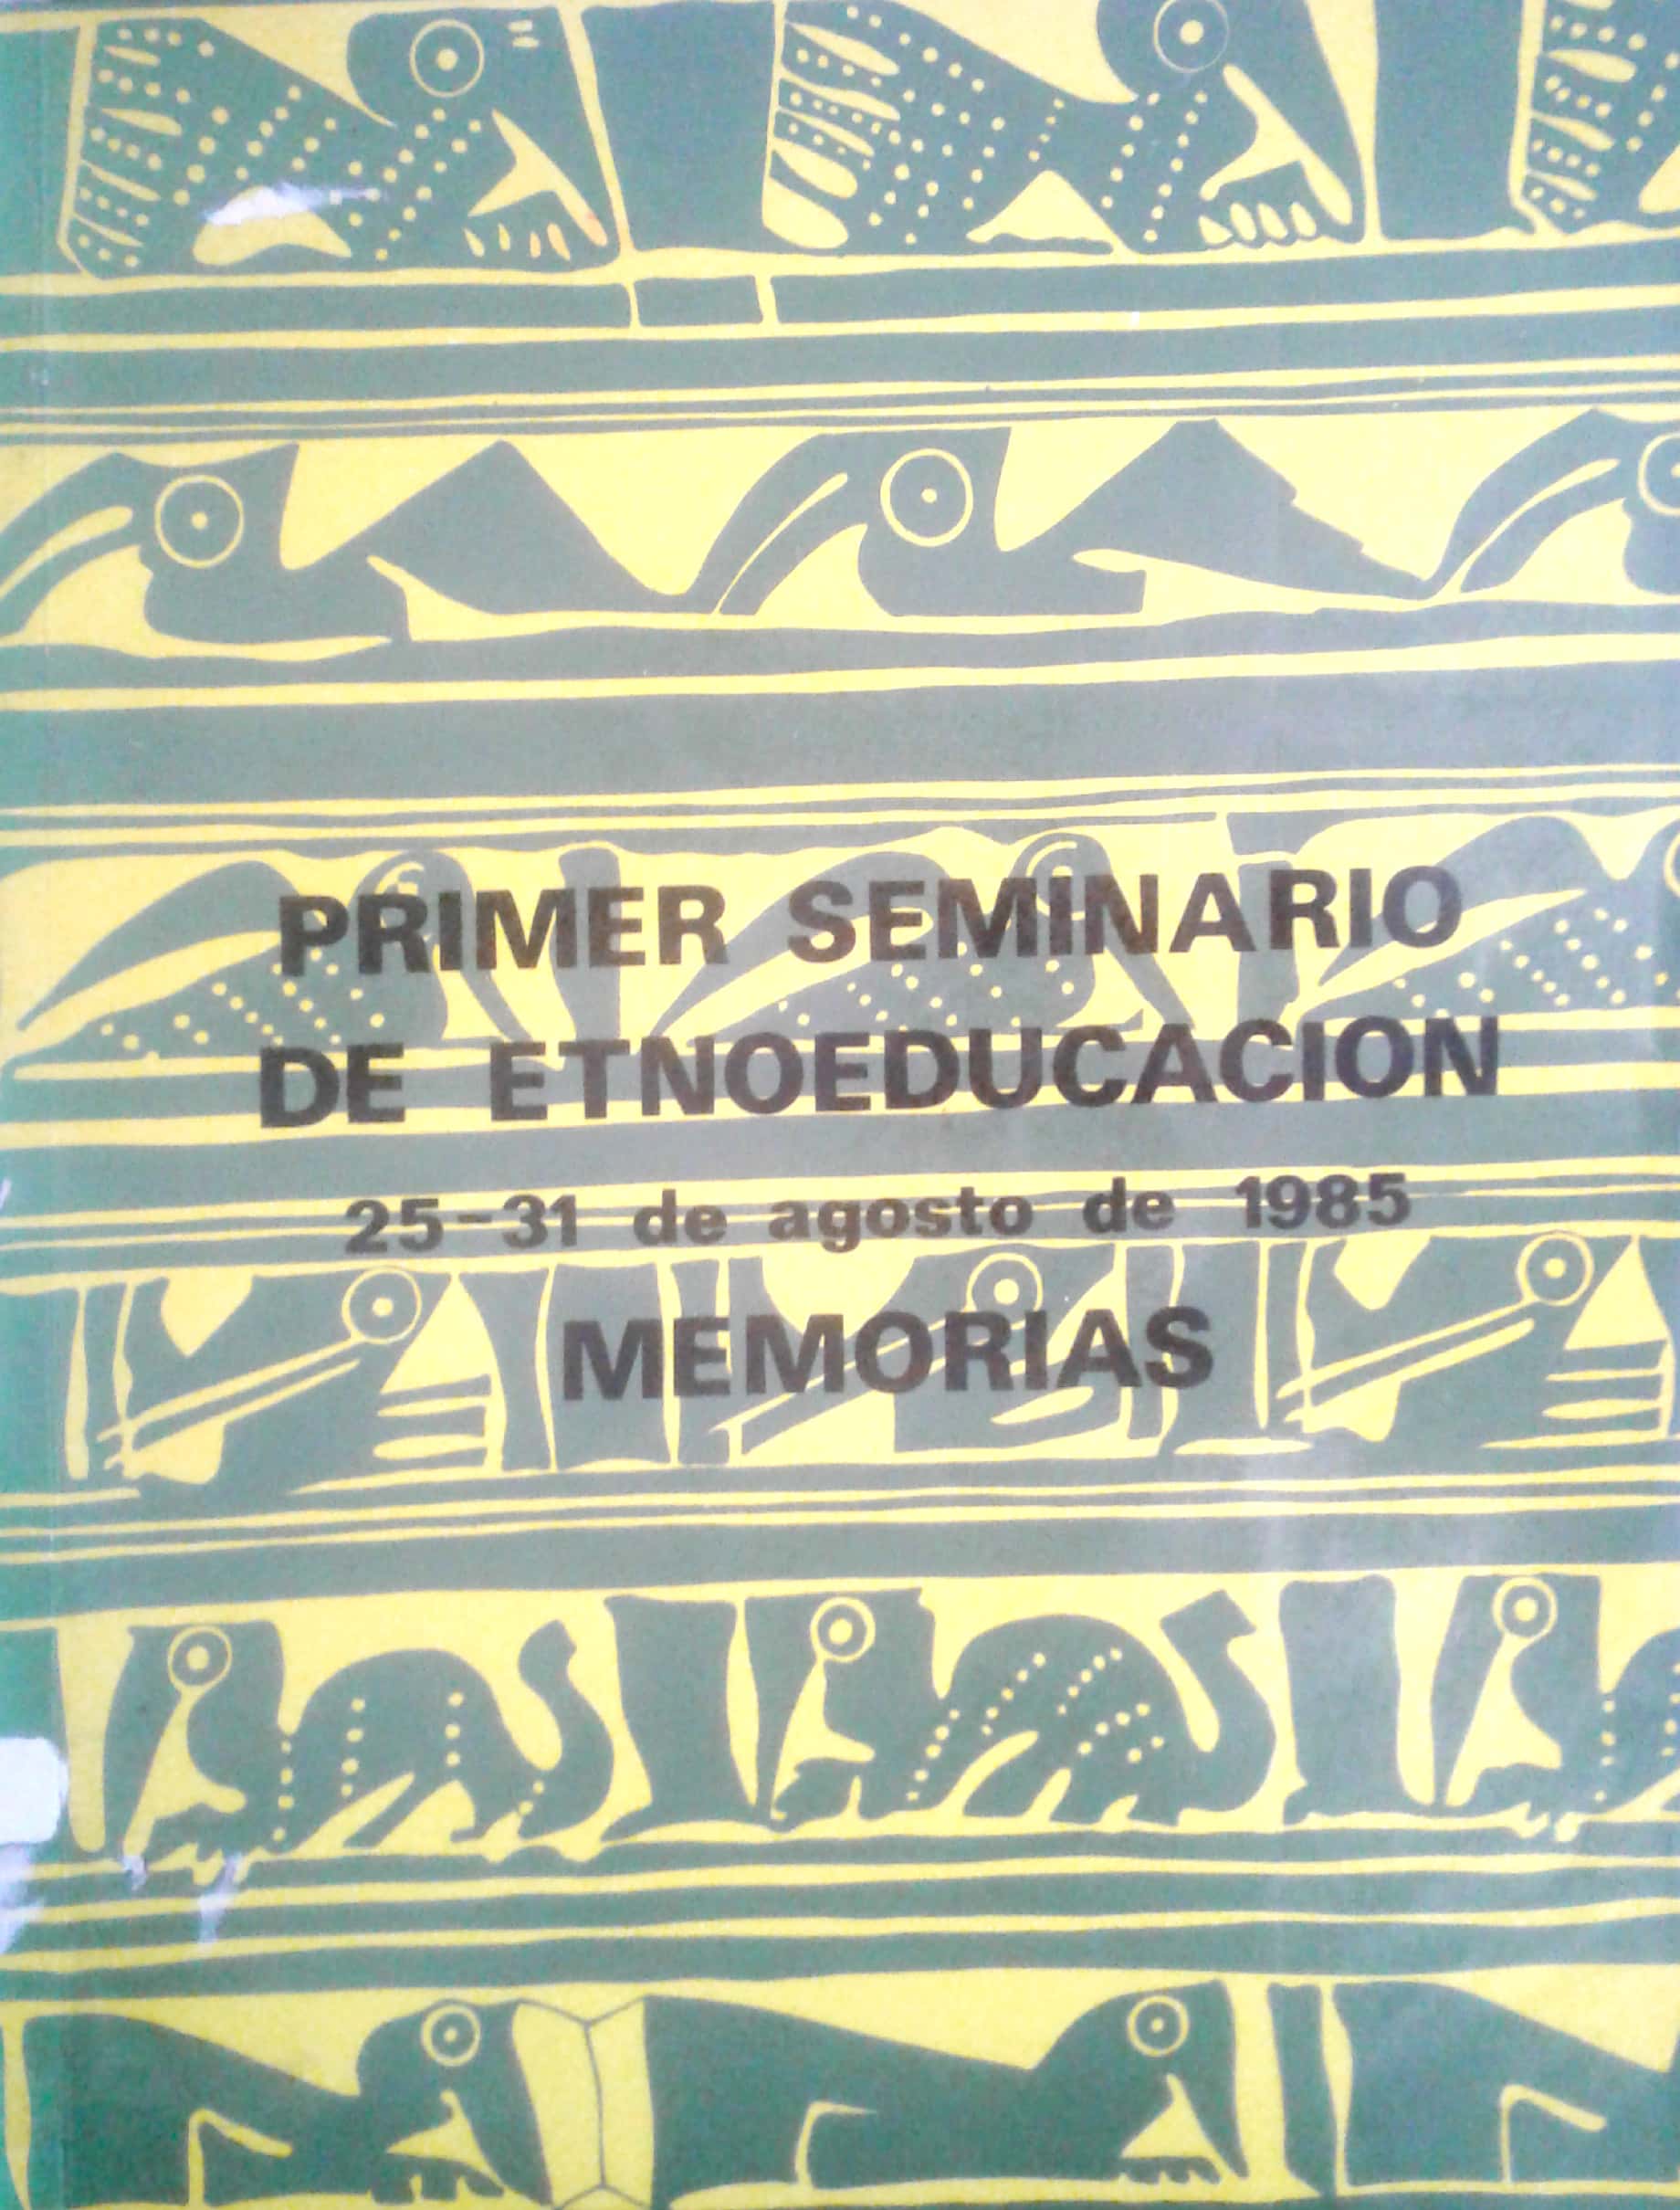 PRIMER SEMINARIO
DE ETNOEDUCACION
25-31 de agosto de 1985
MEMORIAS